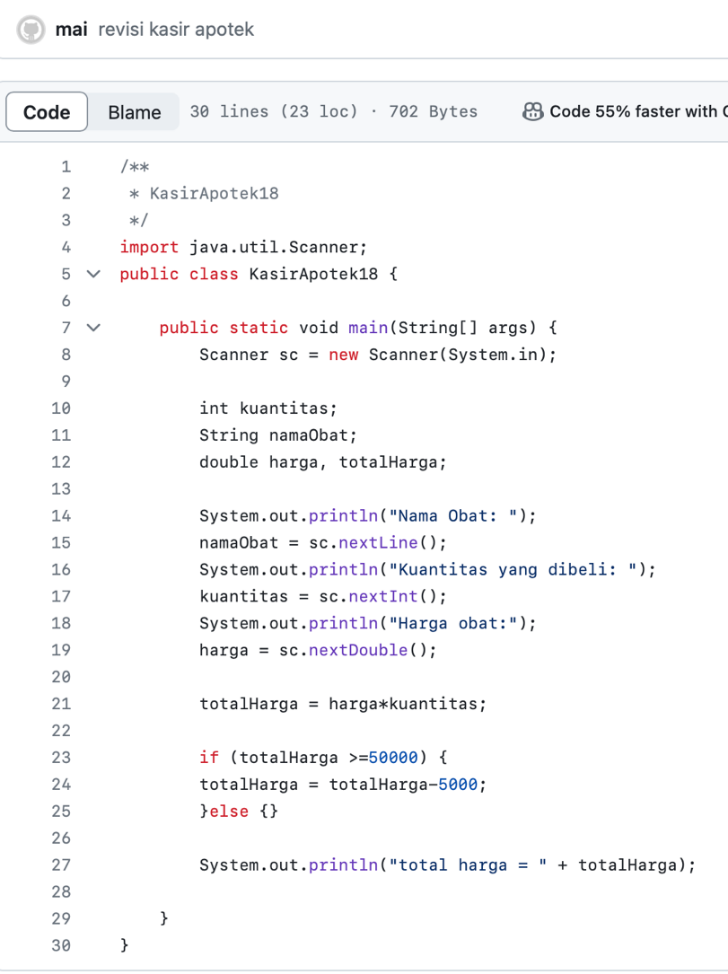 mai revisi kasir apotek
Code Blame 30 lines (23 loc) · 702 Bytes Code 55% faster with
1 /**
2  * KasirApotek18
3  */
4 import java.util.Scanner;
5 public class KasirApotek18 {
6
7     public static void main(String[] args) {
8         Scanner sc = new Scanner(System.in);
9
10         int kuantitas;
11         String namaObat;
12         double harga, totalHarga;
13
14         System.out.println("Nama Obat: ");
15         namaObat = sc.nextLine();
16         System.out.println("Kuantitas yang dibeli: ");
17         kuantitas = sc.nextInt();
18         System.out.println("Harga obat:");
19         harga = sc.nextDouble();
20
21         totalHarga = harga*kuantitas;
22
23         if (totalHarga >=50000) {
24         totalHarga = totalHarga-5000;
25         }else {}
26
27         System.out.println("total harga = " + totalHarga);
28
29     }
30 }